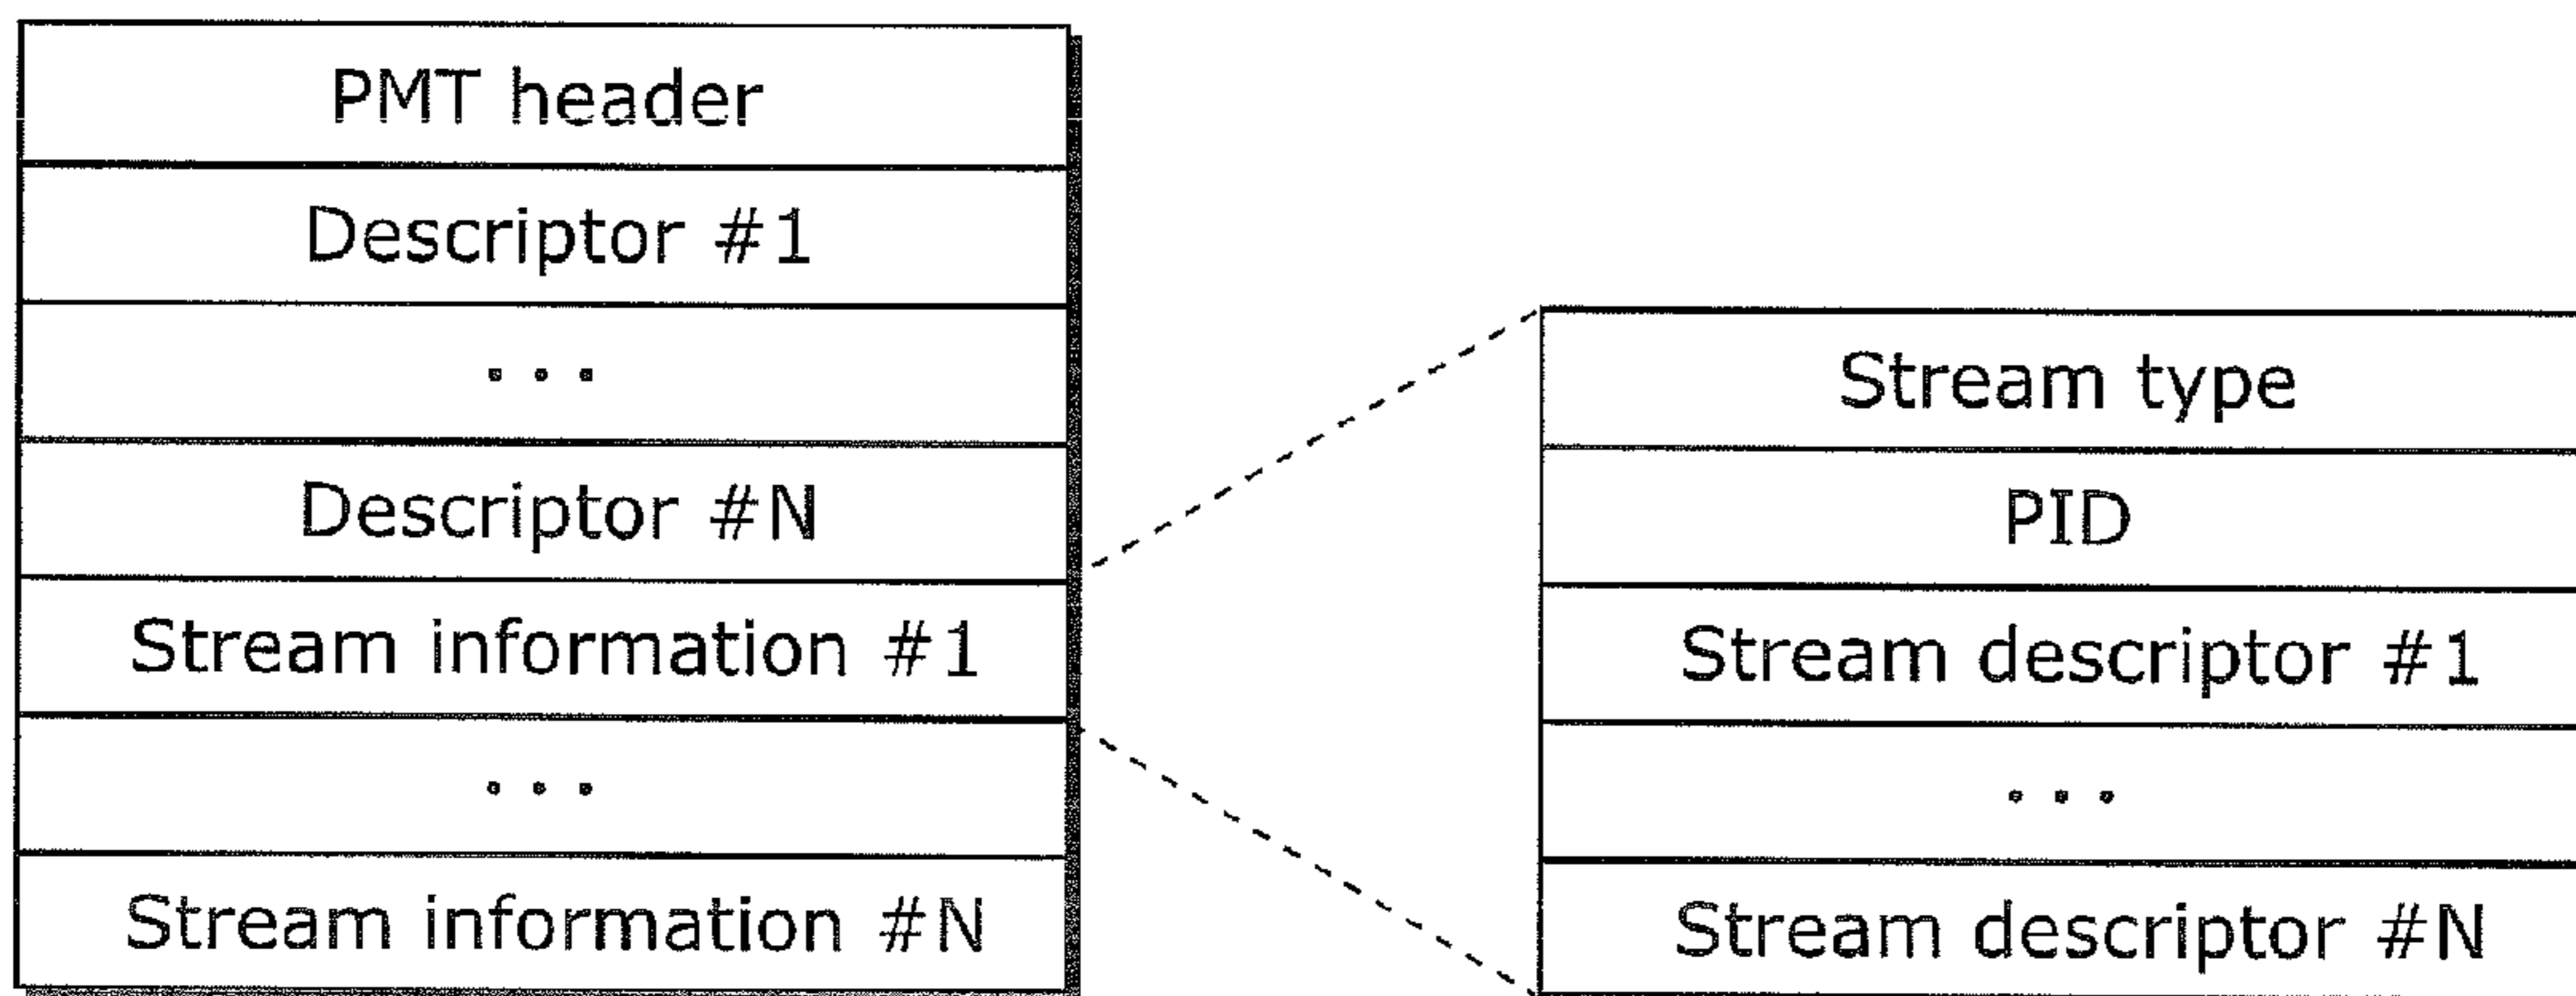 PMT header
Descriptor #1
...
Descriptor #N
Stream information #1
...
Stream information #N
Stream type
PID
Stream descriptor #1
...
Stream descriptor #N